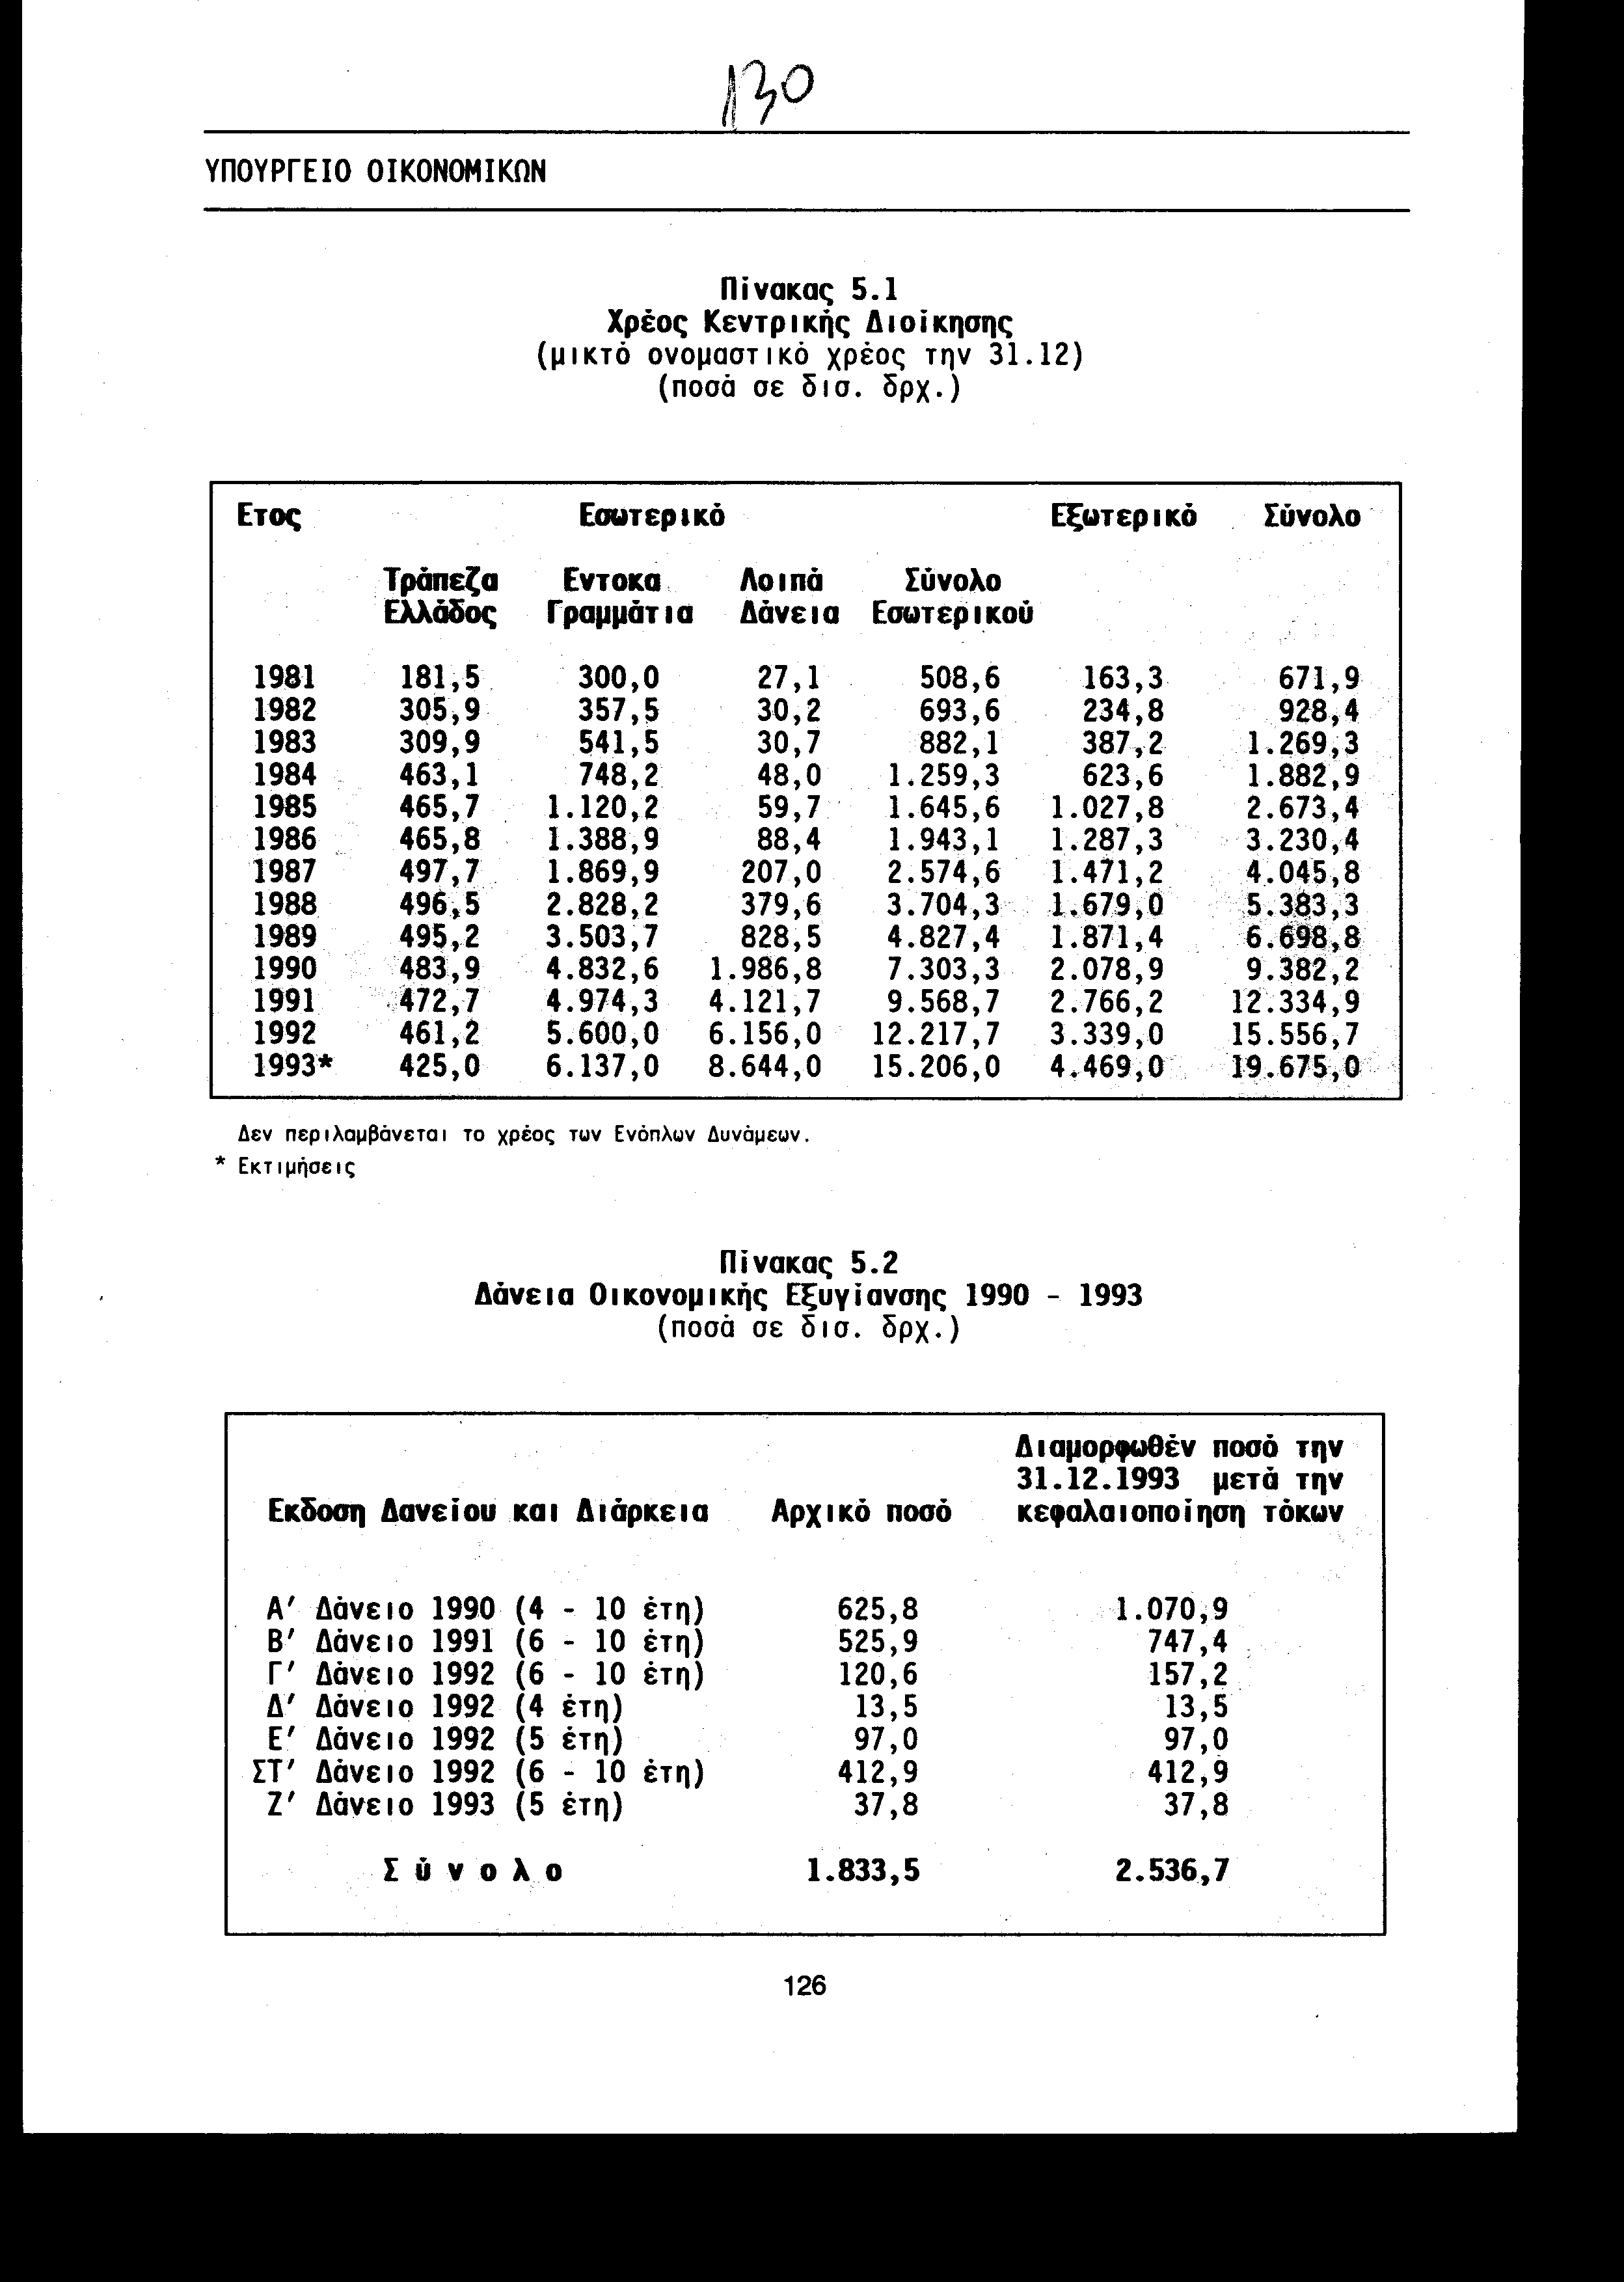 130
ΥΠΟΥΡΓΕΙΟ ΟΙΚΟΝΟΜΙΚΩΝ
Πίνακας 5.1
Χρέος Κεντρικής Διοίκησης
(μικτό ονομαστικό χρέος την 31.12)
(ποσά σε δισ. δρχ.)
Ετος Εσωτερικό Εξωτερικό Σύνολο
Τράπεζα Εντοκα Λοιπά Σύνολο
Ελλάδος Γραμμάτια Δάνεια Εσωτερικού
1981 181,5 300,0 27,1 508,6 163,3 671,9
1982 305,9 357,5 30,2 693,6 234,8 928,4
1983 309,9 541,5 30,7 882,1 387,2 1.269,3
1984 463,1 748,2 48,0 1.259,3 623,6 1.882,9
1985 465,7 1.120,2 59,7 1.645,6 1.027,8 2.673,4
1986 465,8 1.388,9 88,4 1.943,1 1.287,3 3.230,4
1987 497,7 1.869,9 207,0 2.574,6 1.471,2 4.045,8
1988 496,5 2.828,2 379,6 3.704,3 1.679,0 5.383,3
1989 495,2 3.503,7 828,5 4.827,4 1.871,4 6.698,8
1990 483,9 4.832,6 1.986,8 7.303,3 2.078,9 9.382,2
1991 472,7 4.974,3 4.121,7 9.568,7 2.766,2 12.334,9
1992 461,2 5.600,0 6.156,0 12.217,7 3.339,0 15.556,7
1993* 425,0 6.137,0 8.644,0 15.206,0 4.469,0 19.675,0
Δεν περιλαμβάνεται το χρέος των Ενόπλων Δυνάμεων.
* Εκτιμήσεις
Πίνακας 5.2
Δάνεια Οικονομικής Εξυγίανσης 1990 - 1993
(ποσά σε δισ. δρχ.)
Διαμορφωθέν ποσό την
31.12.1993 μετά την
Εκδοση Δανείου και Διάρκεια Αρχικό ποσό κεφαλαιοποίηση τόκων
Α' Δάνειο 1990 (4 - 10 έτη) 625,8 1.070,9
Β' Δάνειο 1991 (6 - 10 έτη) 525,9 747,4
Γ' Δάνειο 1992 (6 - 10 έτη) 120,6 157,2
Δ' Δάνειο 1992 (4 έτη) 13,5 13,5
Ε' Δάνειο 1992 (5 έτη) 97,0 97,0
ΣΤ' Δάνειο 1992 (6 - 10 έτη) 412,9 412,9
Ζ' Δάνειο 1993 (5 έτη) 37,8 37,8
Σ ύ ν ο λ ο 1.833,5 2.536,7
126